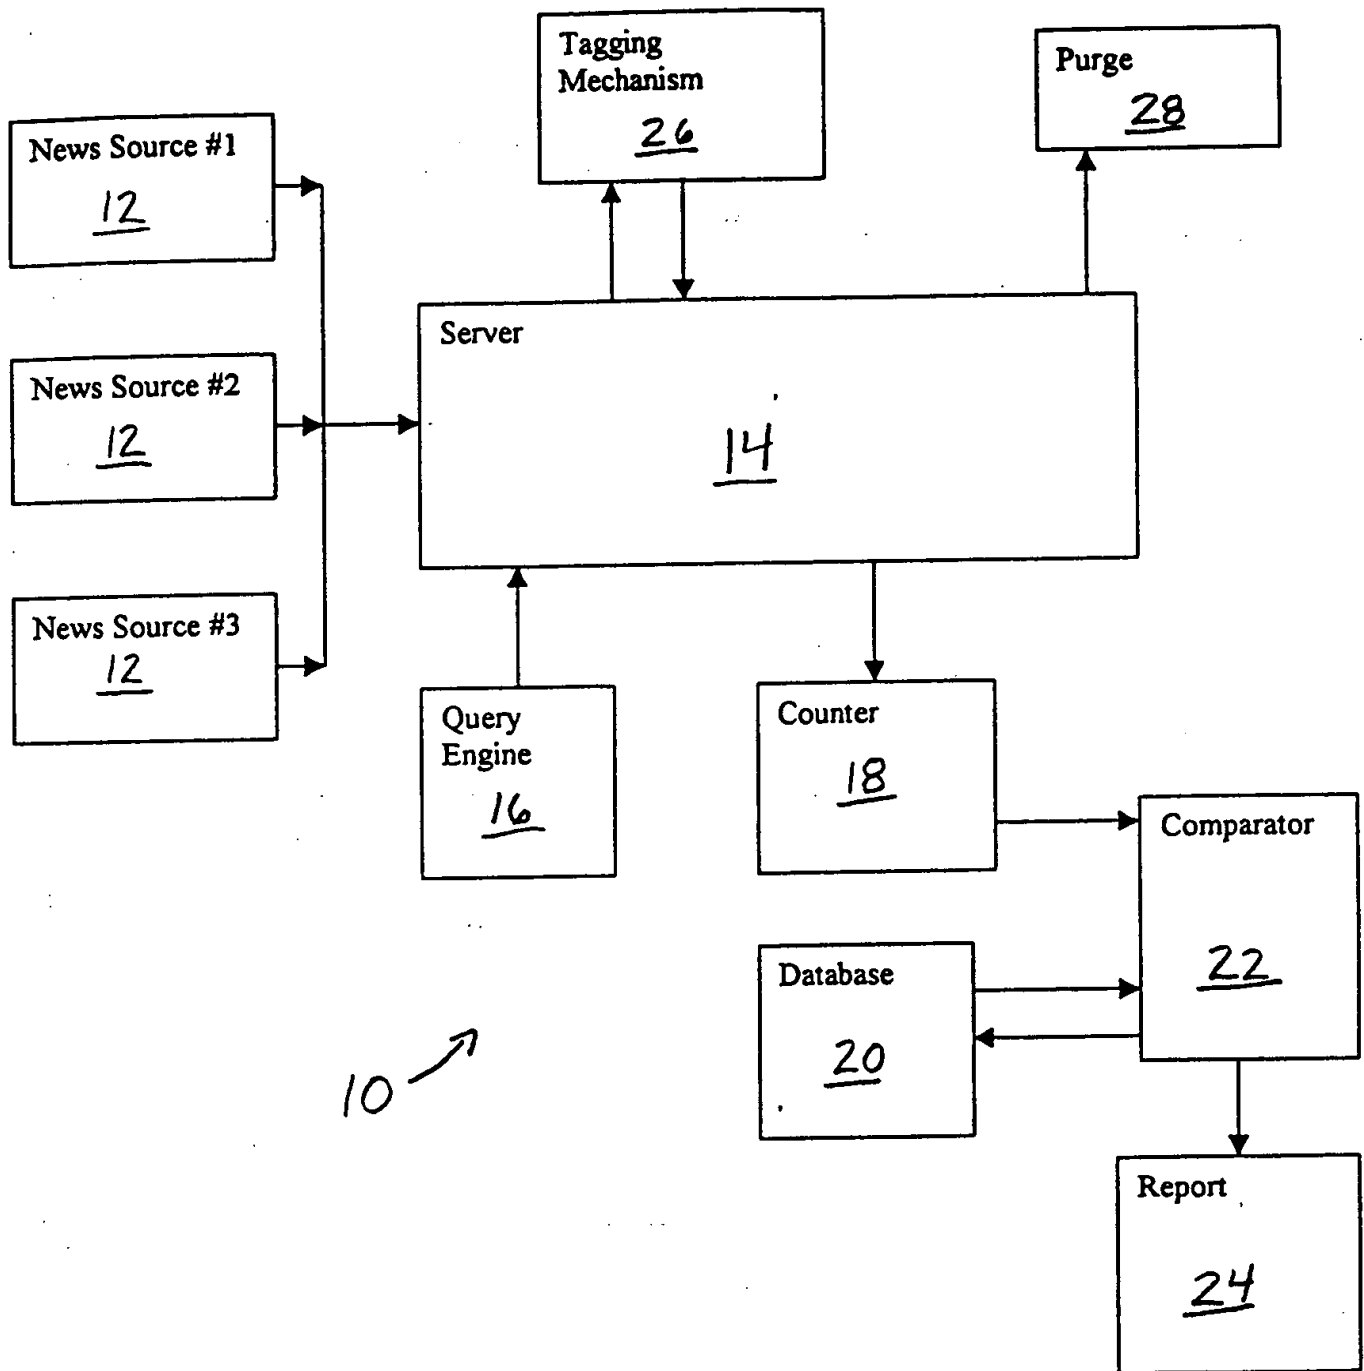 Tagging
Mechanism
26
Purge
28
News Source #1
12
Server
14
News Source #2
12
News Source #3
12
Query
Engine
16
Counter
18
Comparator
22
Database
20
10
Report
24